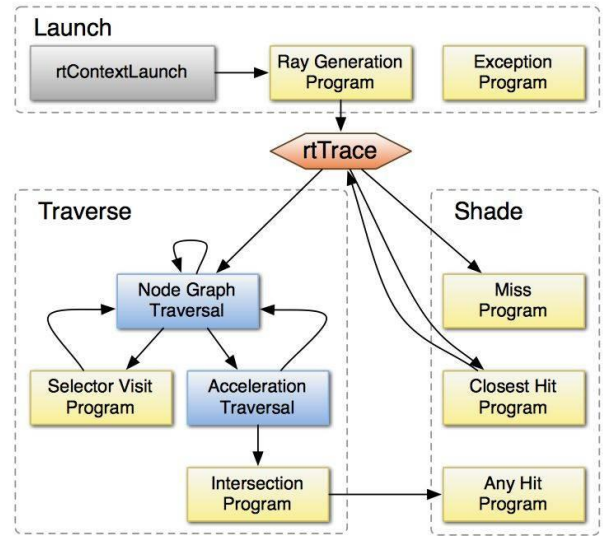 Launch
rtContextLaunch
Ray Generation
Program
Exception
Program
rtTrace
Traverse
Shade
Node Graph
Traversal
Miss
Program
Selector Visit
Program
Acceleration
Traversal
Closest Hit
Program
Intersection
Program
Any Hit
Program